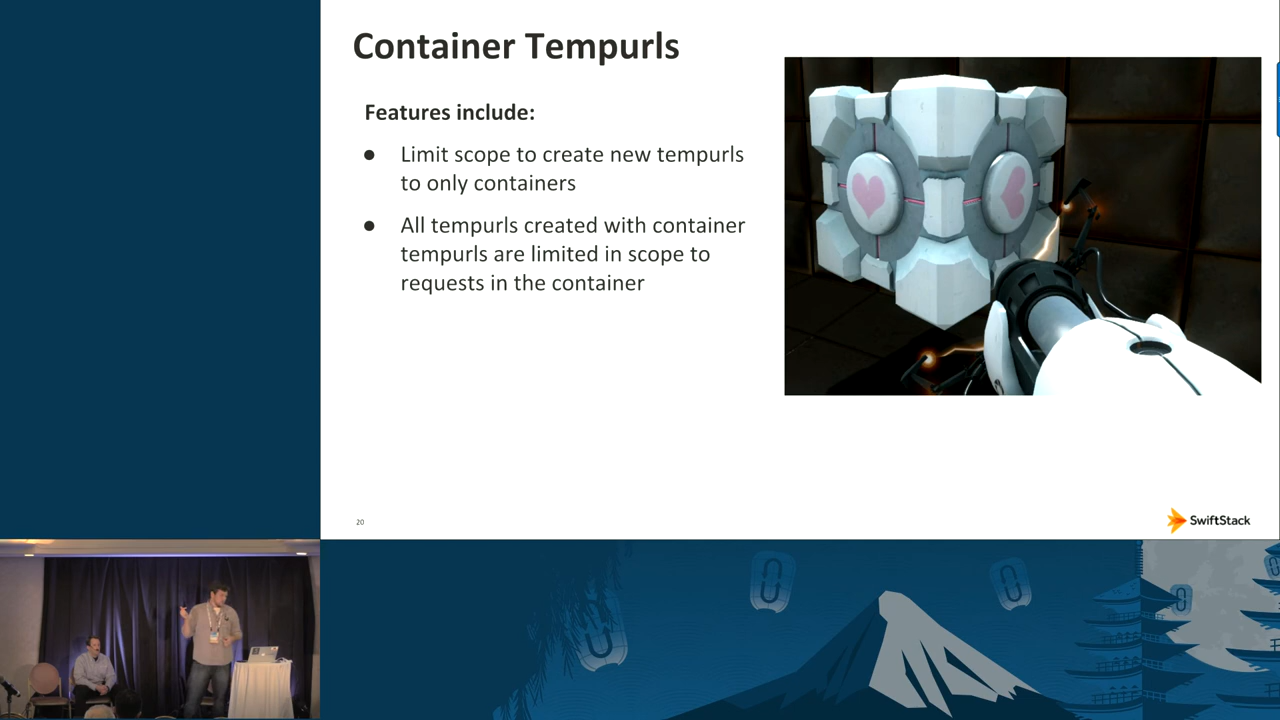 Container Tempurls
Features include:
● Limit scope to create new tempurls
to only containers
● All tempurls created with container
tempurls are limited in scope to
requests in the container
20
SwiftStack